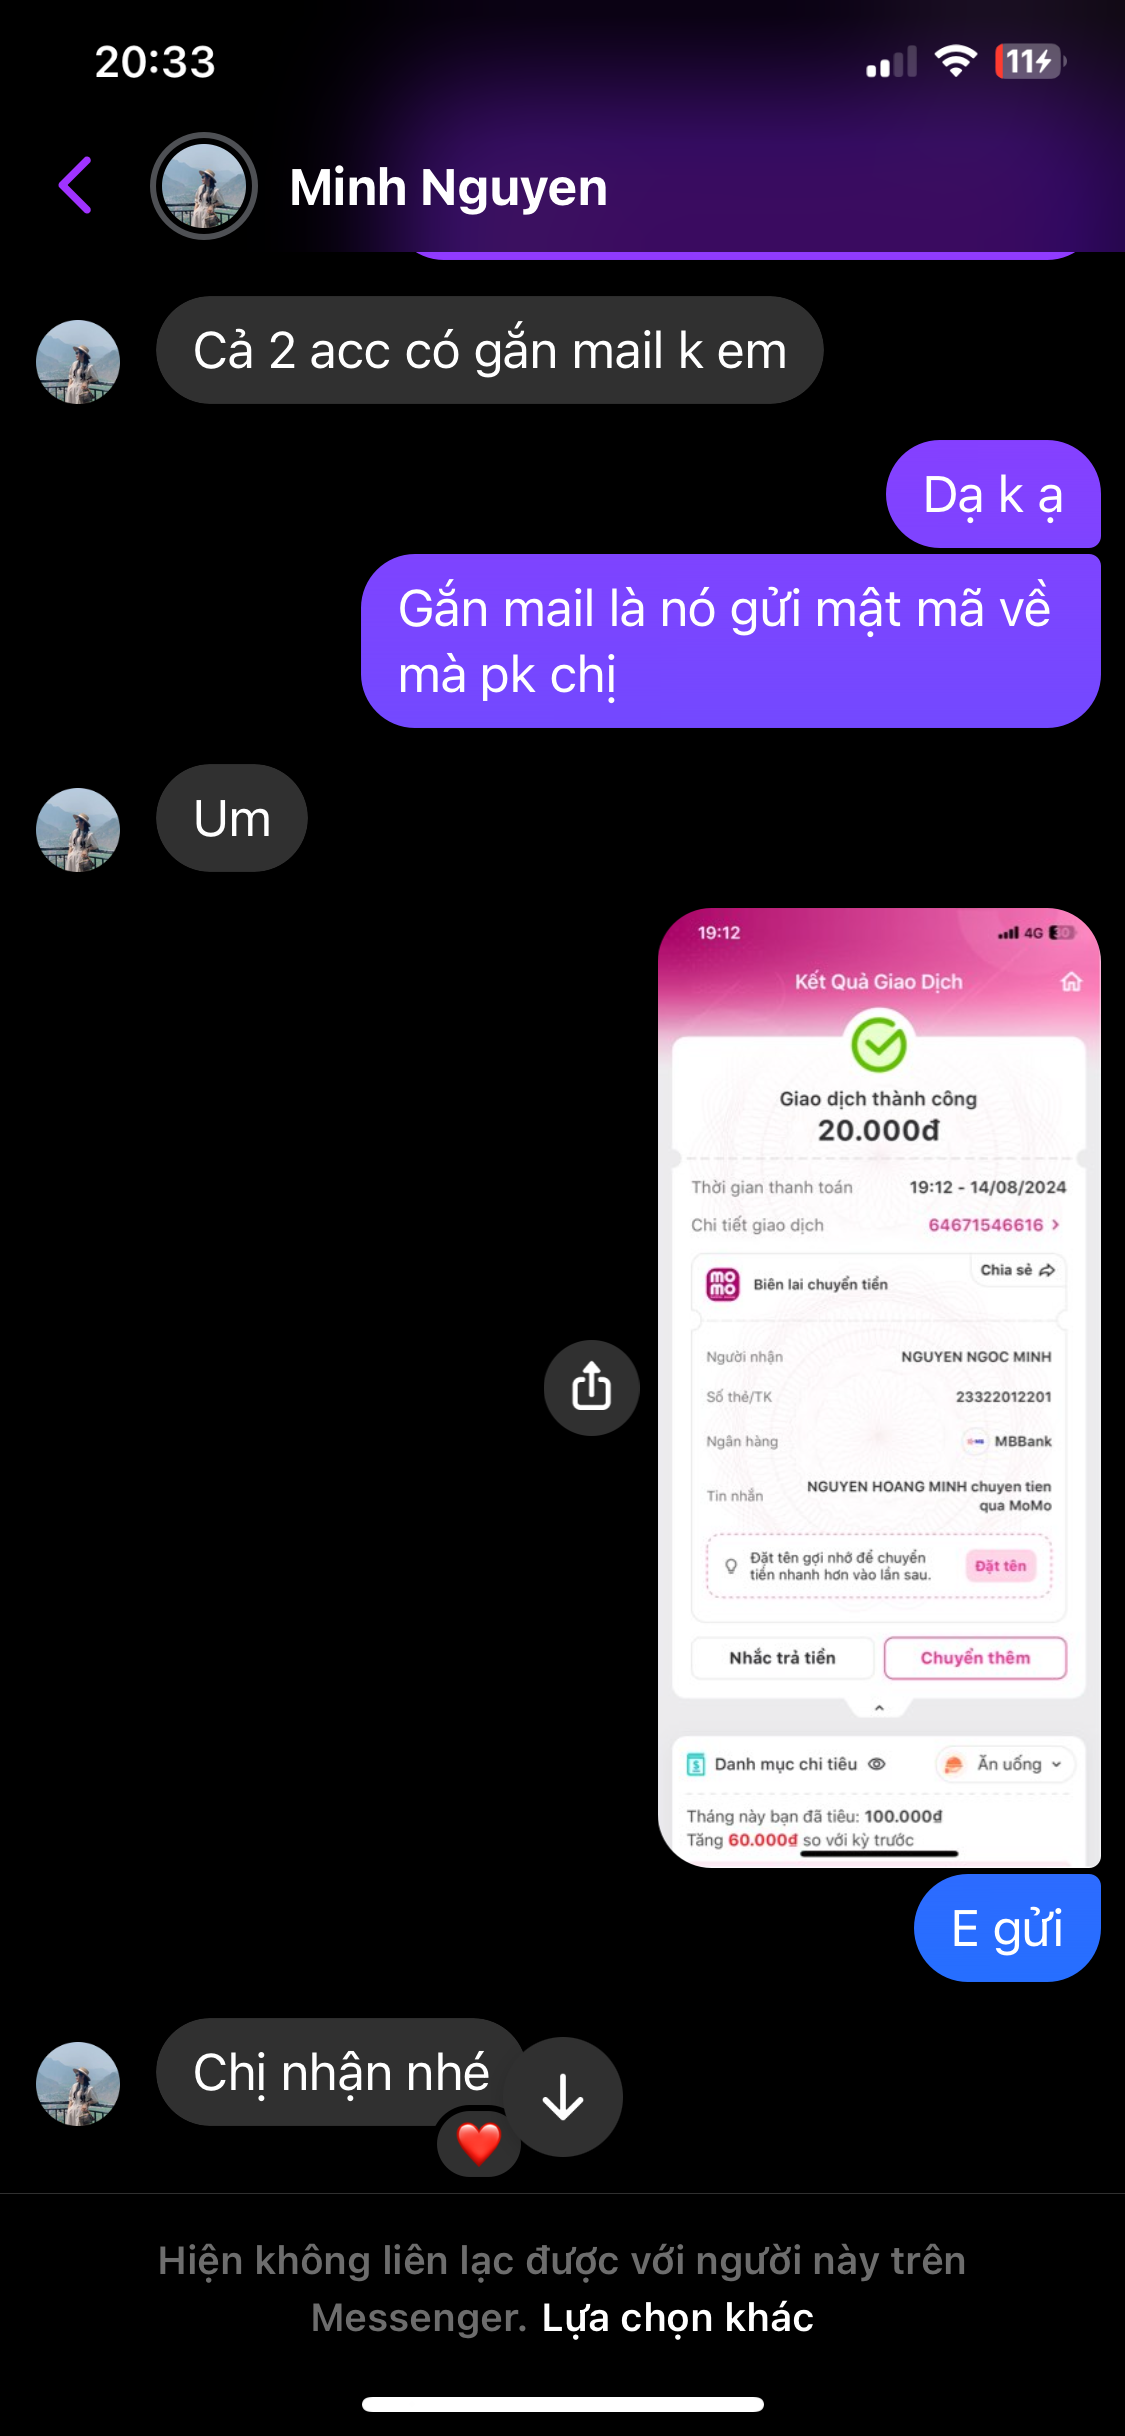 20:33
11
Minh Nguyen
Cả 2 acc có gắn mail k em
Dạ k ạ
Gắn mail là nó gửi mật mã về
mà pk chị
Um
19:12
4G 30
Kết Quả Giao Dịch
Giao dịch thành công
20.000đ
Thời gian thanh toán 19:12 - 14/08/2024
Chi tiết giao dịch 64671546616 >
Chia sẻ
mo
mo
Biên lai chuyển tiền
Người nhận NGUYEN NGOC MINH
Số thẻ/TK 23322012201
Ngân hàng MBBank
Tin nhắn NGUYEN HOANG MINH chuyen tien
qua MoMo
Đặt tên gợi nhớ để chuyển
tiền nhanh hơn vào lần sau.
Đặt tên
Nhắc trả tiền Chuyển thêm
Danh mục chi tiêu Ăn uống
Tháng này bạn đã tiêu: 100.000đ
Tăng 60.000đ so với kỳ trước
E gửi
Chị nhận nhé
Hiện không liên lạc được với người này trên
Messenger. Lựa chọn khác